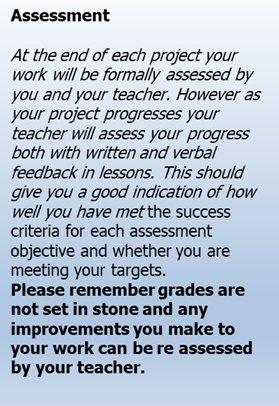 Assessment
At the end of each project your
work will be formally assessed by
you and your teacher. However as
your project progresses your
teacher will assess your progress
both with written and verbal
feedback in lessons. This should
give you a good indication of how
well you have met the success
criteria for each assessment
objective and whether you are
meeting your targets.
Please remember grades are
not set in stone and any
improvements you make to
your work can be re assessed
by your teacher.